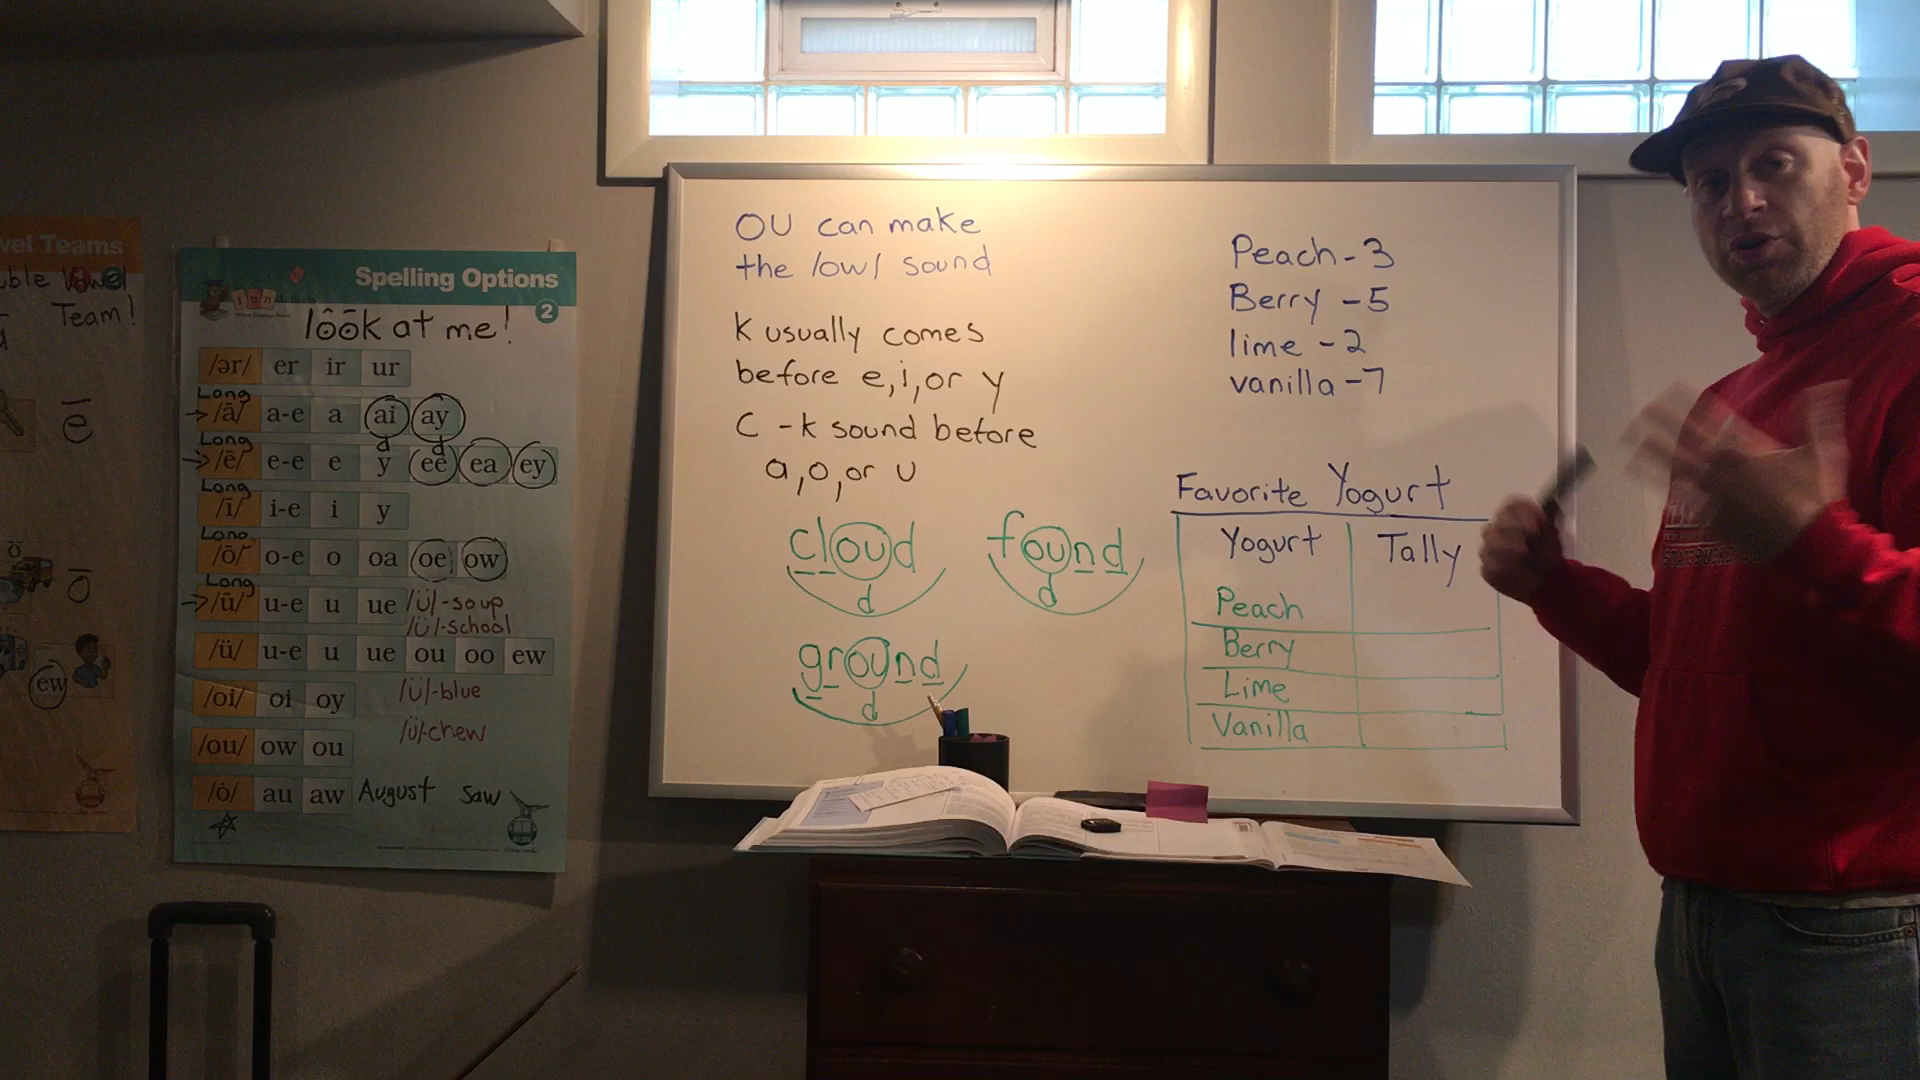 vel Teams
uble Vowel
Team!
ē
ō
ew
Spelling Options
2
look at me!
/ər/ er ir ur
Long
/ā/ a-e a ai ay
d d
Long
/ē/ e-e e y ee ea ey
Long
/ī/ i-e i y
Long
/ō/ o-e o oa oe ow
Long
/ū/ u-e u ue /ü/-soup
/ü/-school
/ü/ u-e u ue ou oo ew
/oi/ oi oy /ü/-blue
/ü/-chew
/ou/ ow ou
/ȯ/ au aw August Saw
OU can make
the /ow/ sound
K usually comes
before e, i, or y
C - k sound before
a, o, or u
cloud found
d d
ground
d
Peach - 3
Berry - 5
lime - 2
vanilla - 7
Favorite Yogurt
Yogurt Tally
Peach
Berry
Lime
Vanilla